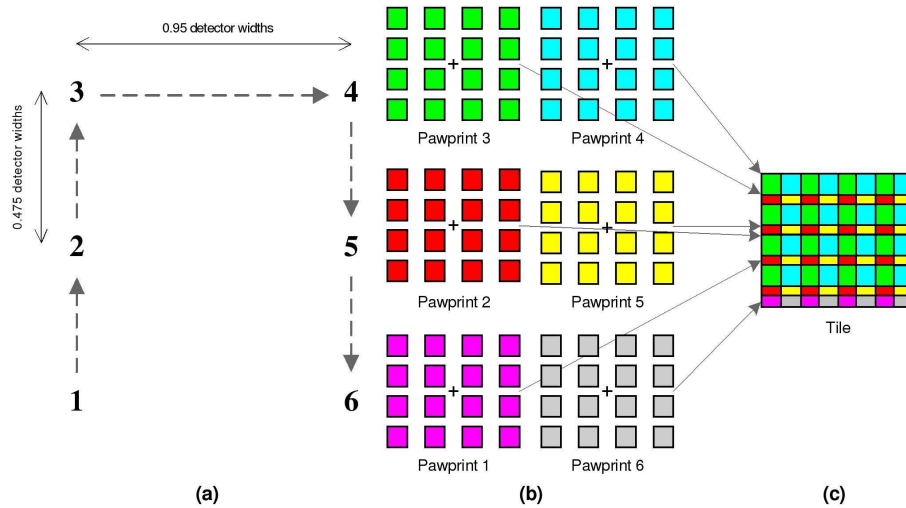 0.95 detector widths
0.475 detector widths
3
4
2
5
1
6
Pawprint 3
Pawprint 4
Pawprint 2
Pawprint 5
Pawprint 1
Pawprint 6
Tile
(a)
(b)
(c)